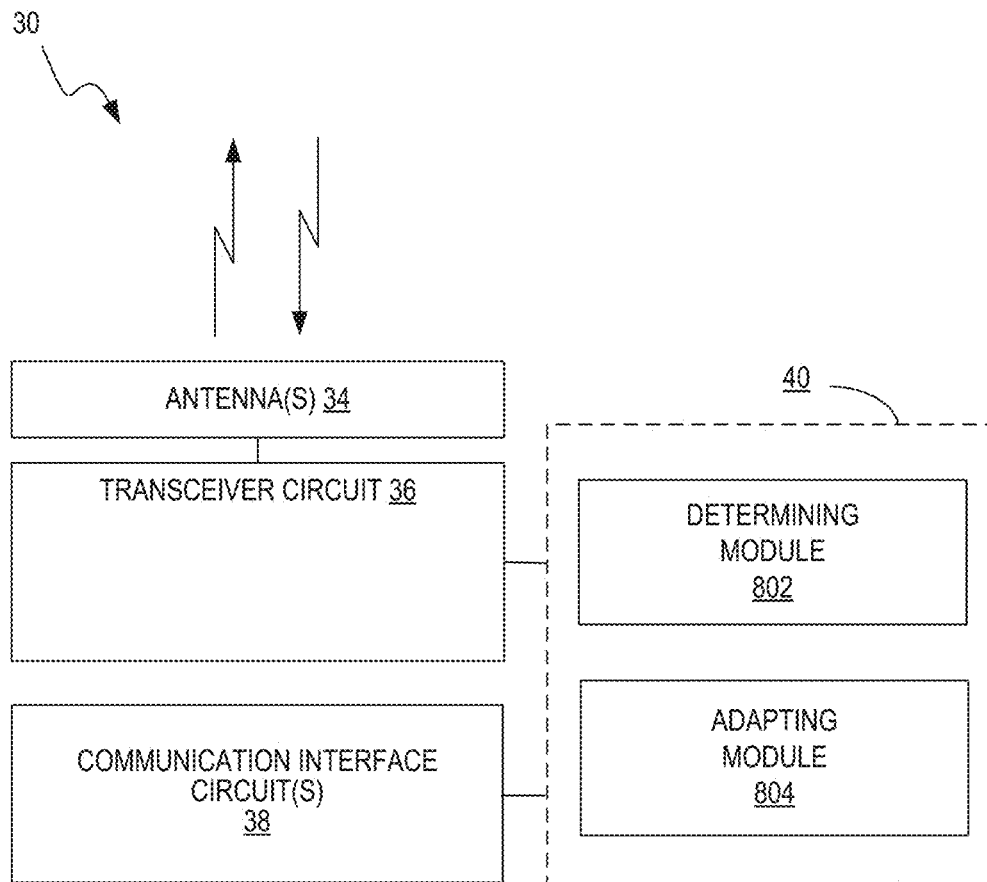 30
ANTENNA(S) 34
40
TRANSCEIVER CIRCUIT 36
DETERMINING
MODULE
802
COMMUNICATION INTERFACE
CIRCUIT(S)
38
ADAPTING
MODULE
804